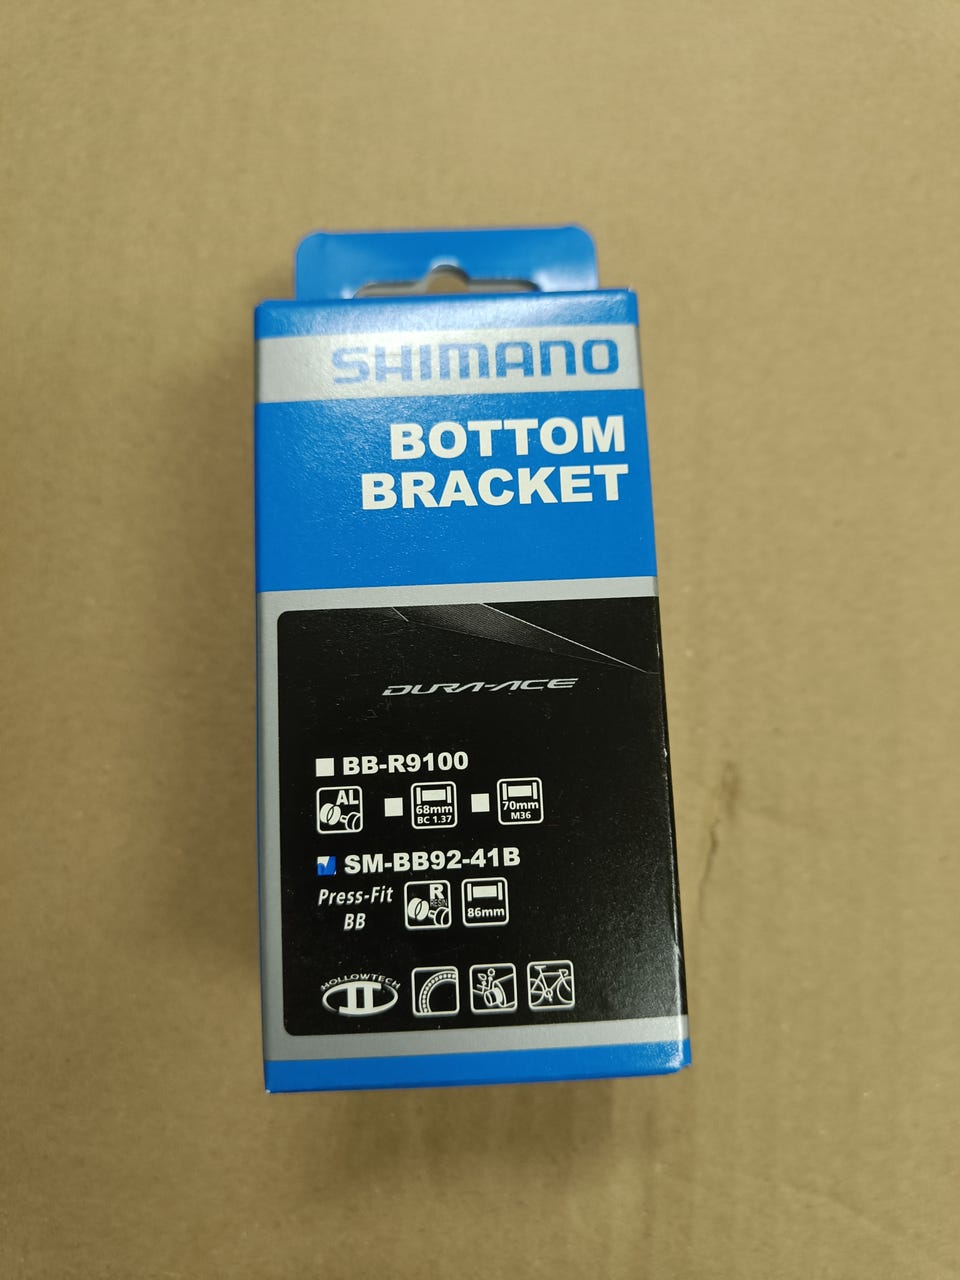 SHIMANO
BOTTOM
BRACKET
DURA-ACE
BB-R9100
AL
68mm
BC 1.37
70mm
M36
SM-BB92-41B
Press-Fit
BB
R
RESIN
86mm
HOLLOWTECH
II